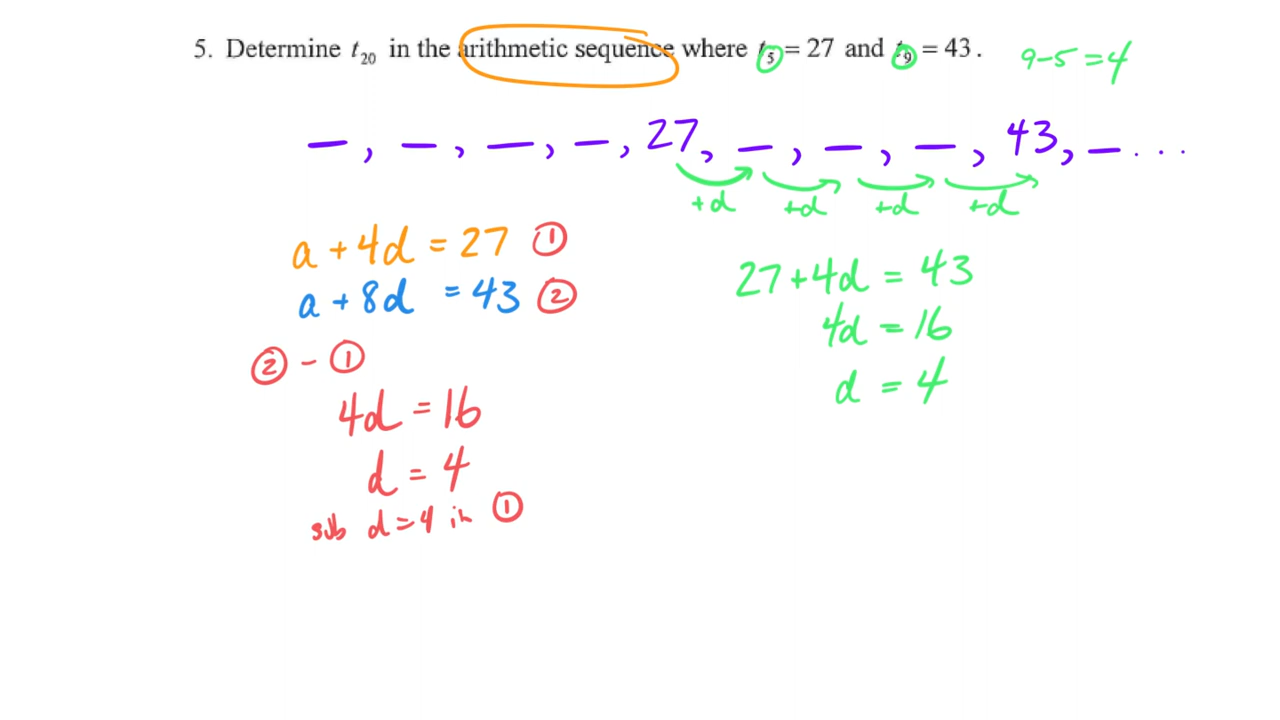 5. Determine t₂₀ in the arithmetic sequence where t₅ = 27 and t₉ = 43.
9-5=4
—, —, —, —, 27, —, —, —, 43, — ...
+d +d +d +d
a + 4d = 27 ①
a + 8d = 43 ②
② - ①
4d = 16
d = 4
sub d=4 in ①
27+4d = 43
4d = 16
d = 4